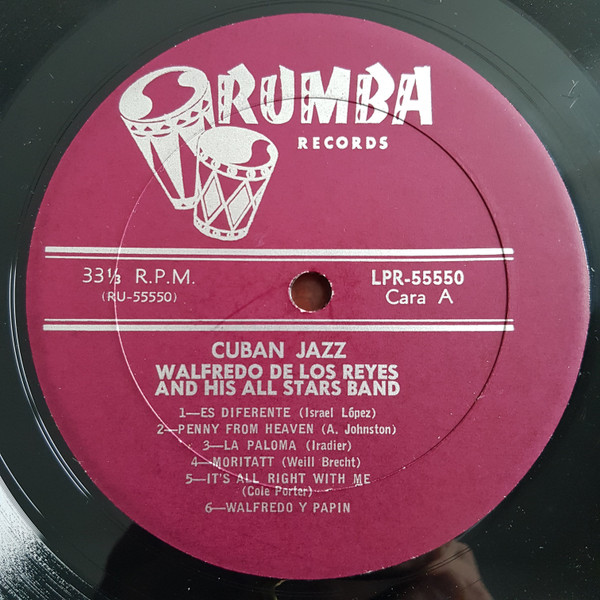 RUMBA
RECORDS
33⅓ R.P.M.
(RU-55550)
LPR-55550
Cara A
CUBAN JAZZ
WALFREDO DE LOS REYES
AND HIS ALL STARS BAND
1—ES DIFERENTE (Israel López)
2—PENNY FROM HEAVEN (A. Johnston)
3—LA PALOMA (Iradier)
4—MORITATT (Weill Brecht)
5—IT'S ALL RIGHT WITH ME
(Cole Porter)
6—WALFREDO Y PAPIN